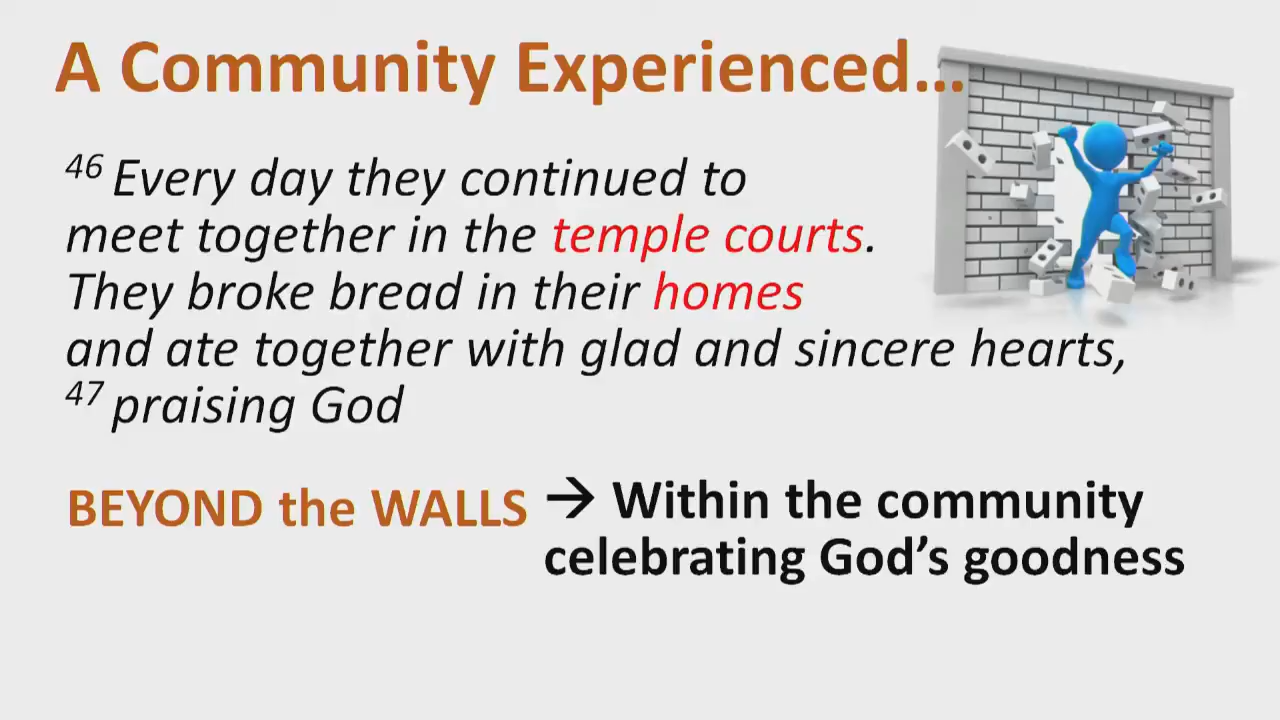 A Community Experienced...
46 Every day they continued to
meet together in the temple courts.
They broke bread in their homes
and ate together with glad and sincere hearts,
47 praising God
BEYOND the WALLS → Within the community
celebrating God’s goodness